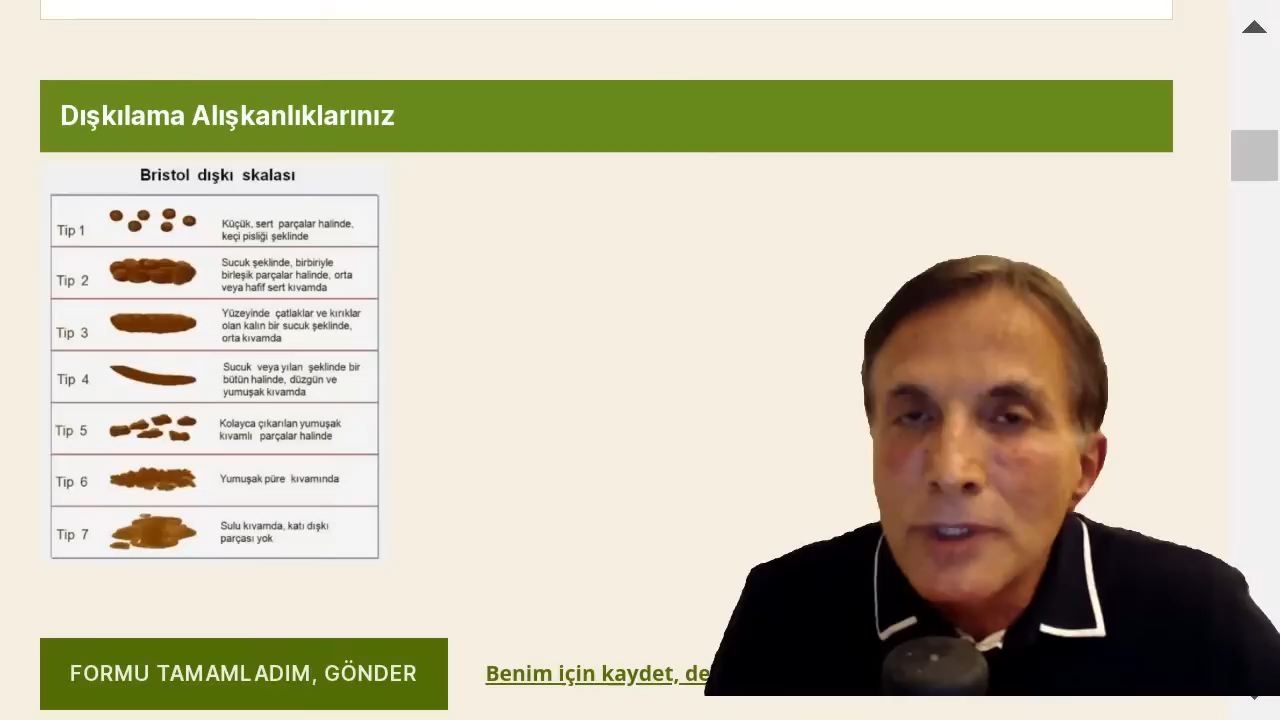 Dışkılama Alışkanlıklarınız
Bristol dışkı skalası
Tip 1
Küçük, sert parçalar halinde,
keçi pisliği şeklinde
Tip 2
Sucuk şeklinde, birbiriyle
birleşik parçalar halinde, orta
veya hafif sert kıvamda
Tip 3
Yüzeyinde çatlaklar ve kırıklar
olan kalın bir sucuk şeklinde,
orta kıvamda
Tip 4
Sucuk veya yılan şeklinde bir
bütün halinde, düzgün ve
yumuşak kıvamda
Tip 5
Kolayca çıkarılan yumuşak
kıvamlı parçalar halinde
Tip 6
Yumuşak püre kıvamında
Tip 7
Sulu kıvamda, katı dışkı
parçası yok
FORMU TAMAMLADIM, GÖNDER
Benim için kaydet, de